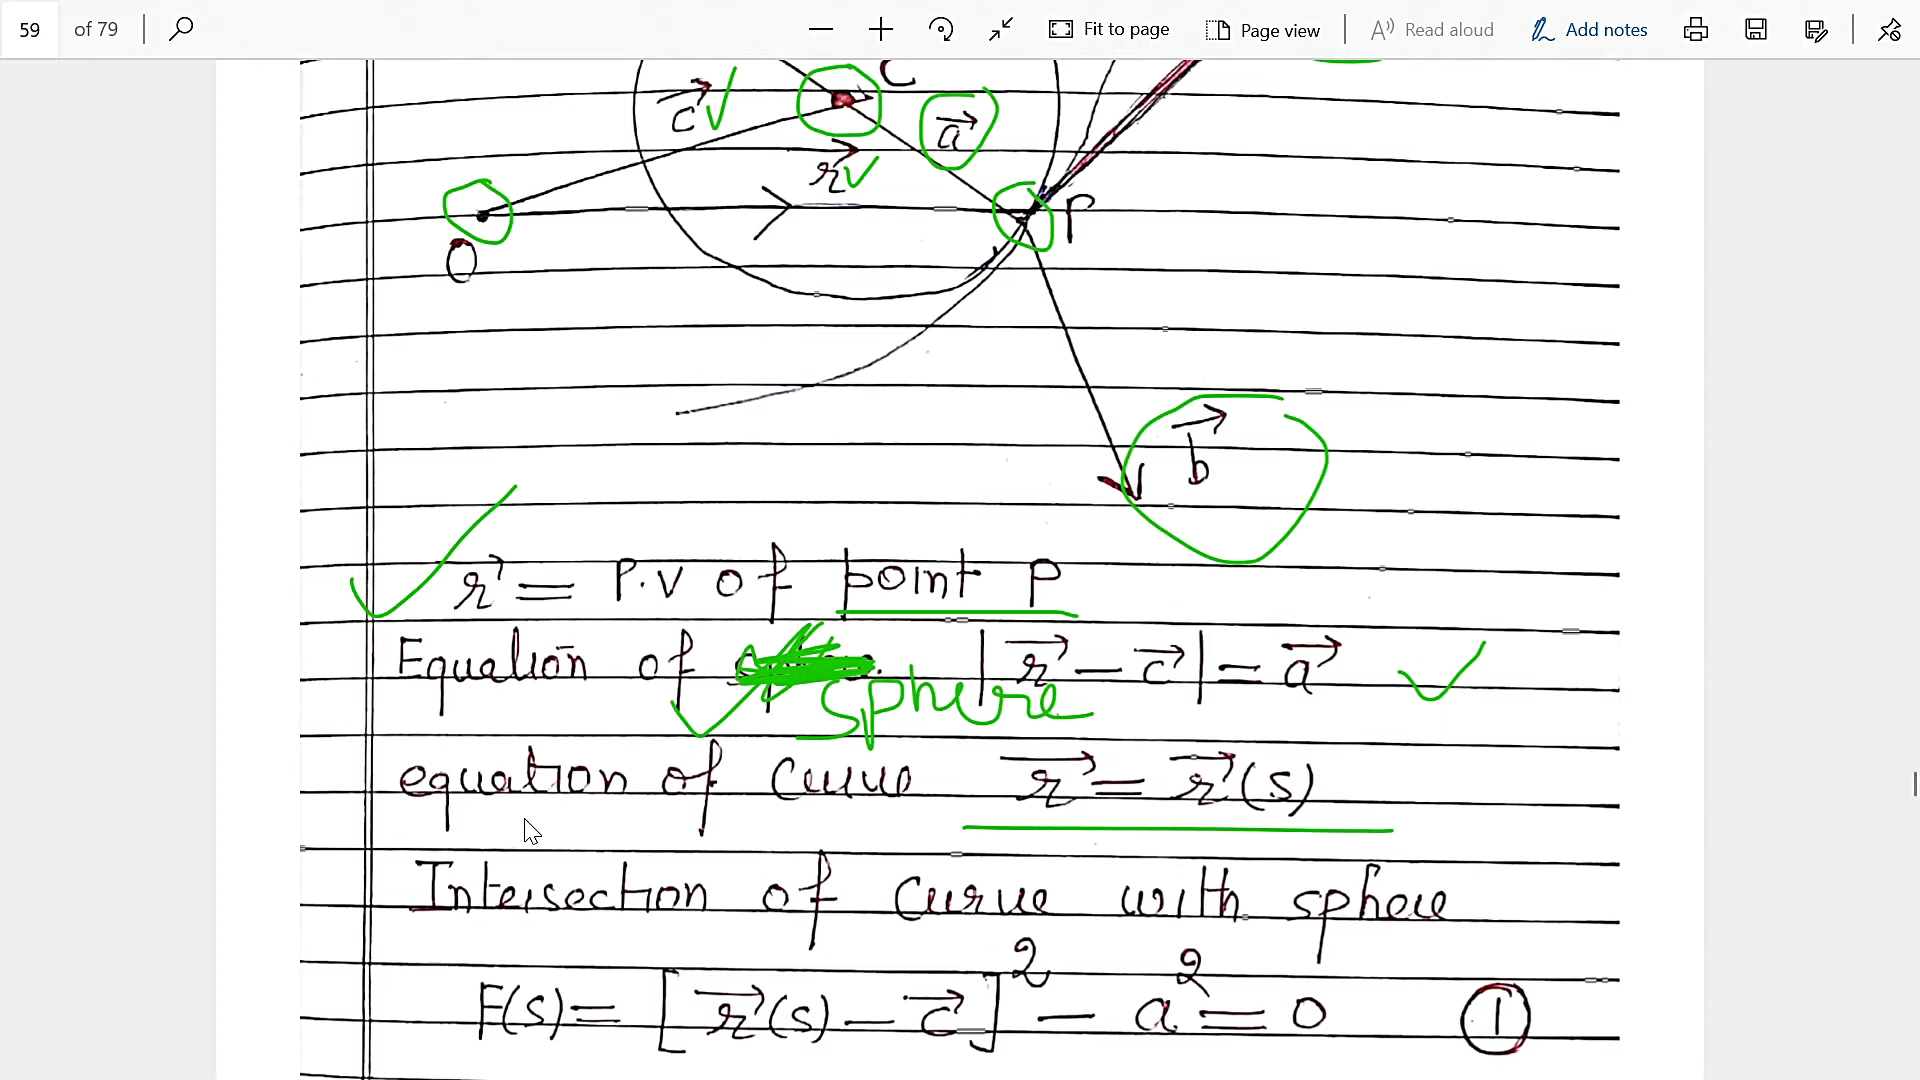 59 of 79 Fit to page Page view Read aloud Add notes
C
c⃗ a⃗
r⃗
P
O
b⃗
r⃗ = P.V of point P
Equation of sphere |r⃗ - c⃗| = a⃗
equation of curve r⃗ = r⃗(s)
Intersection of curve with sphere
F(s) = [r⃗(s) - c⃗]² - a² = 0 ①